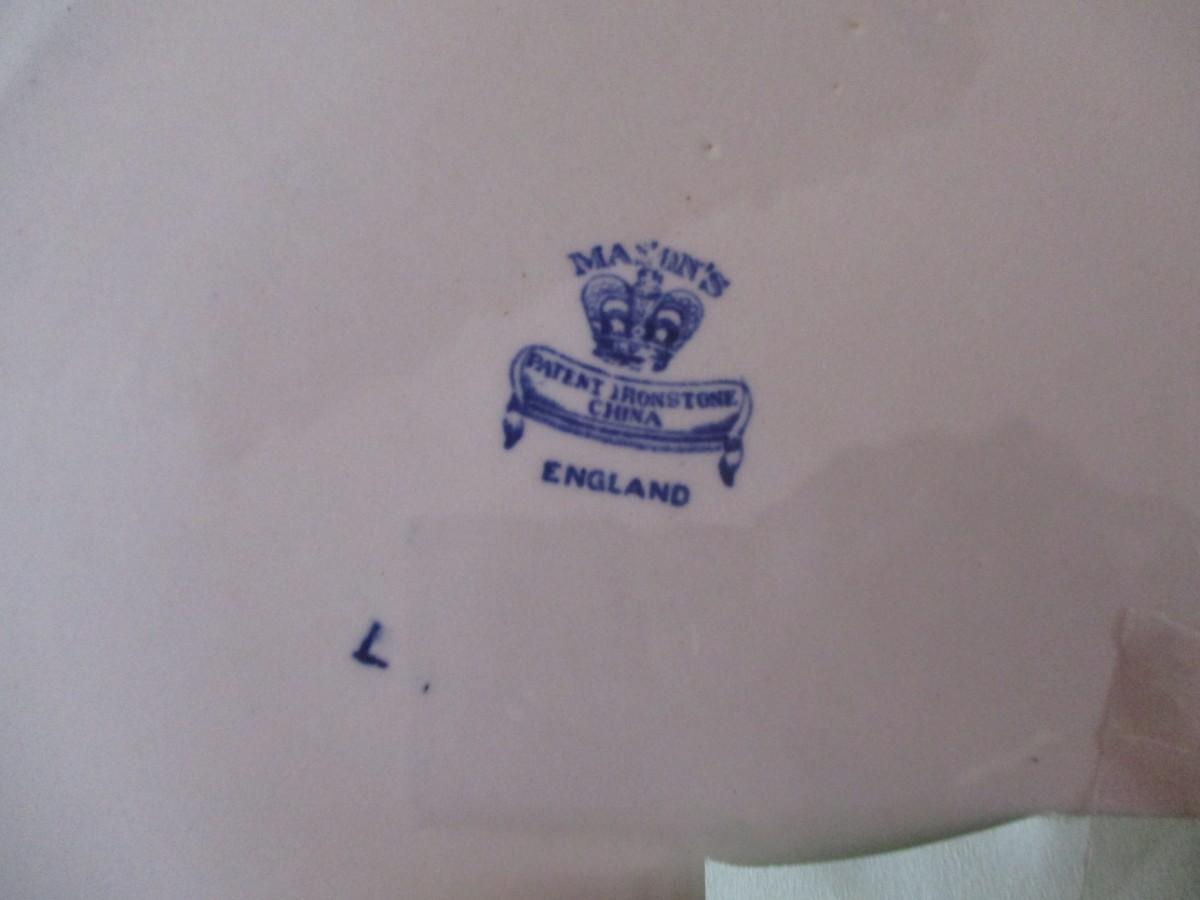 MASON'S
PATENT IRONSTONE
CHINA
ENGLAND
L